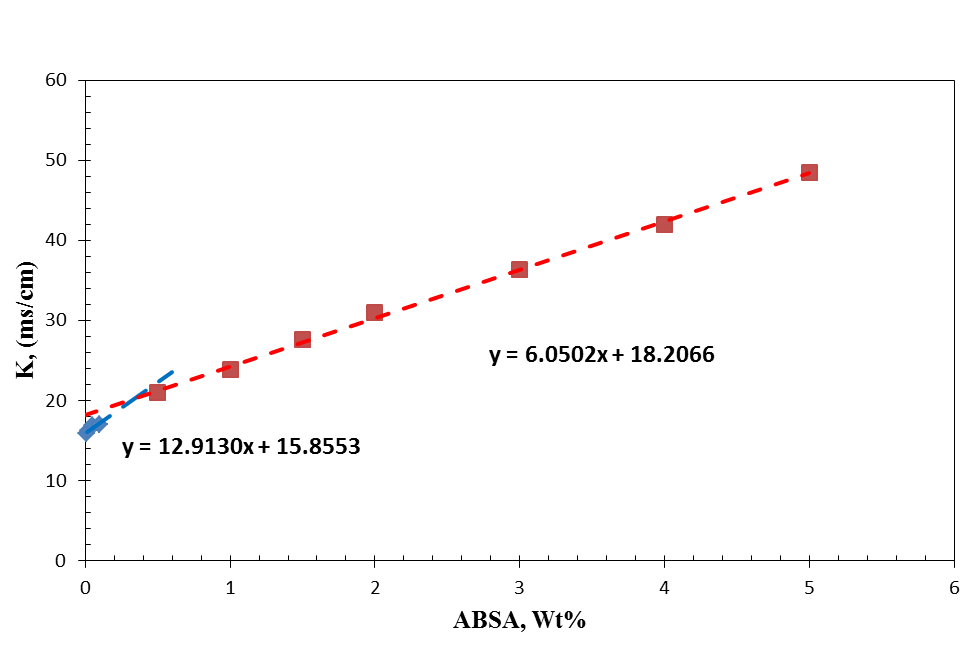 60
50
40
30
20
10
0
K, (ms/cm)
y = 6.0502x + 18.2066
y = 12.9130x + 15.8553
0 1 2 3 4 5 6
ABSA, Wt%